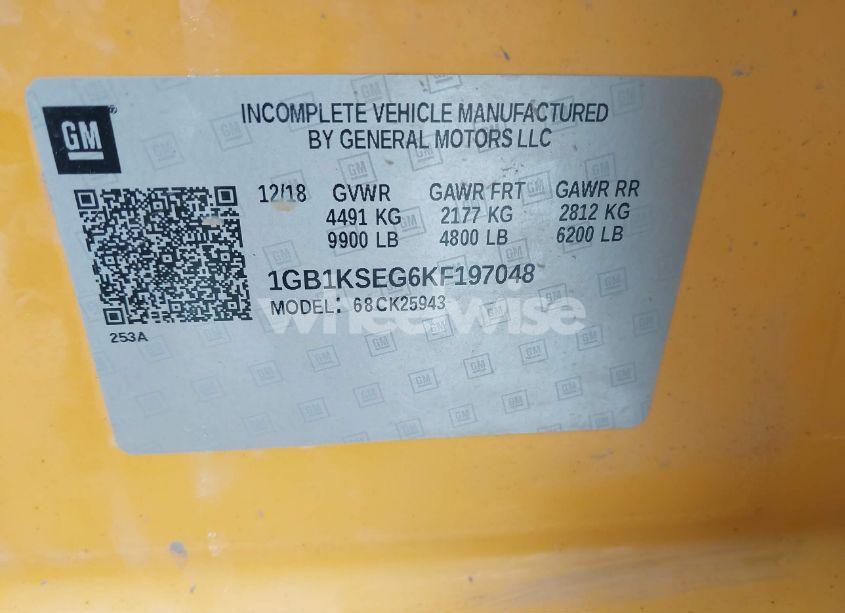 GM
INCOMPLETE VEHICLE MANUFACTURED
BY GENERAL MOTORS LLC
12/18 GVWR GAWR FRT GAWR RR
4491 KG 2177 KG 2812 KG
9900 LB 4800 LB 6200 LB
1GB1KSEG6KF197048
MODEL: 68CK25943
253A
wheelwise